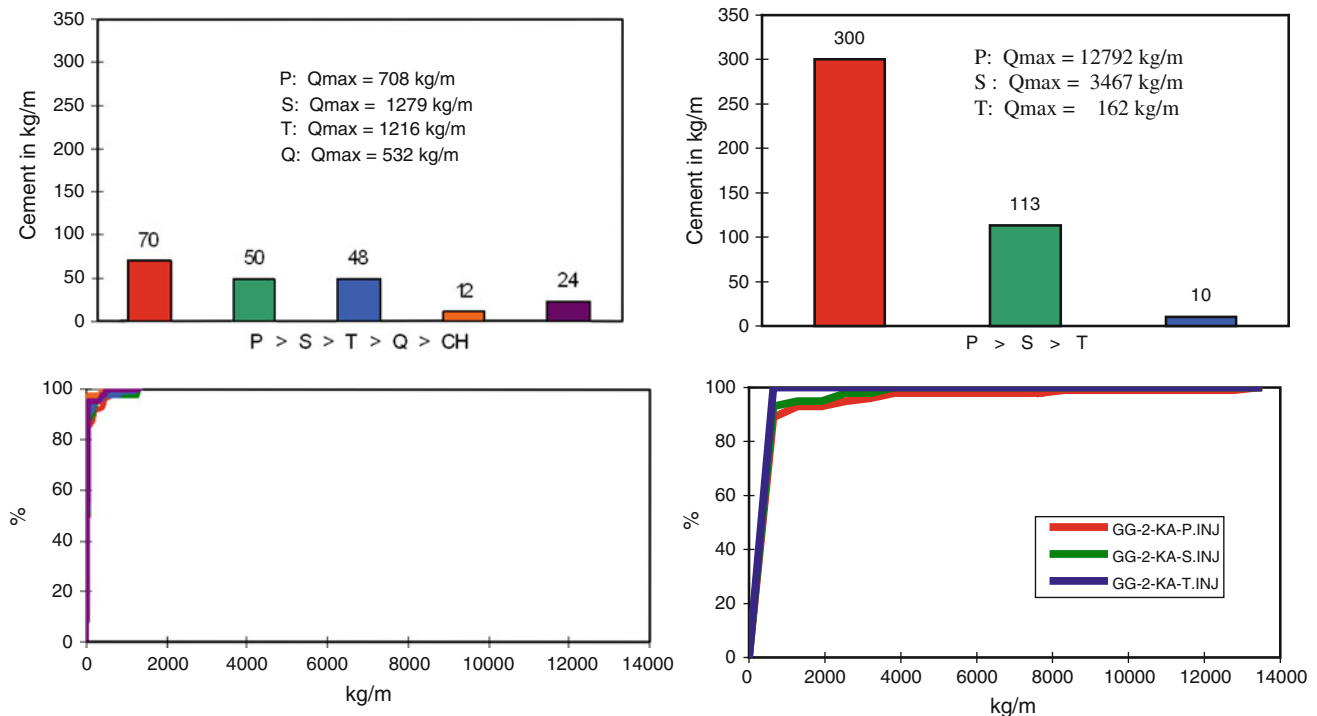 350
300
250
200
150
100
50
0
Cement in kg/m
P: Qmax = 708 kg/m
S: Qmax = 1279 kg/m
T: Qmax = 1216 kg/m
Q: Qmax = 532 kg/m
70
50
48
12
24
P > S > T > Q > CH
350
300
250
200
150
100
50
0
Cement in kg/m
P: Qmax = 12792 kg/m
S : Qmax = 3467 kg/m
T: Qmax = 162 kg/m
300
113
10
P > S > T
100
80
60
40
20
0
%
0 2000 4000 6000 8000 10000 12000 14000
kg/m
100
80
60
40
20
0
%
GG-2-KA-P.INJ
GG-2-KA-S.INJ
GG-2-KA-T.INJ
0 2000 4000 6000 8000 10000 12000 14000
kg/m